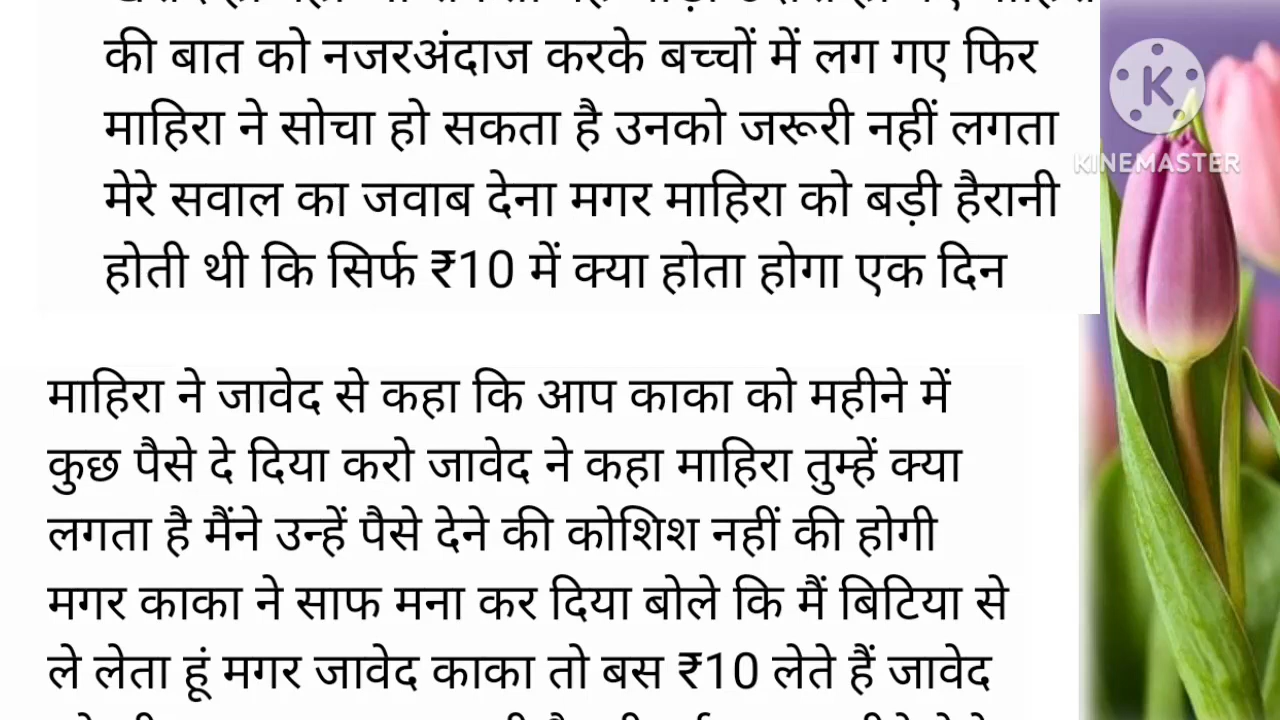 की बात को नजरअंदाज करके बच्चों में लग गए फिर
माहिरा ने सोचा हो सकता है उनको जरूरी नहीं लगता
मेरे सवाल का जवाब देना मगर माहिरा को बड़ी हैरानी
होती थी कि सिर्फ ₹10 में क्या होता होगा एक दिन
माहिरा ने जावेद से कहा कि आप काका को महीने में
कुछ पैसे दे दिया करो जावेद ने कहा माहिरा तुम्हें क्या
लगता है मैंने उन्हें पैसे देने की कोशिश नहीं की होगी
मगर काका ने साफ मना कर दिया बोले कि मैं बिटिया से
ले लेता हूं मगर जावेद काका तो बस ₹10 लेते हैं जावेद
K
KINEMASTER